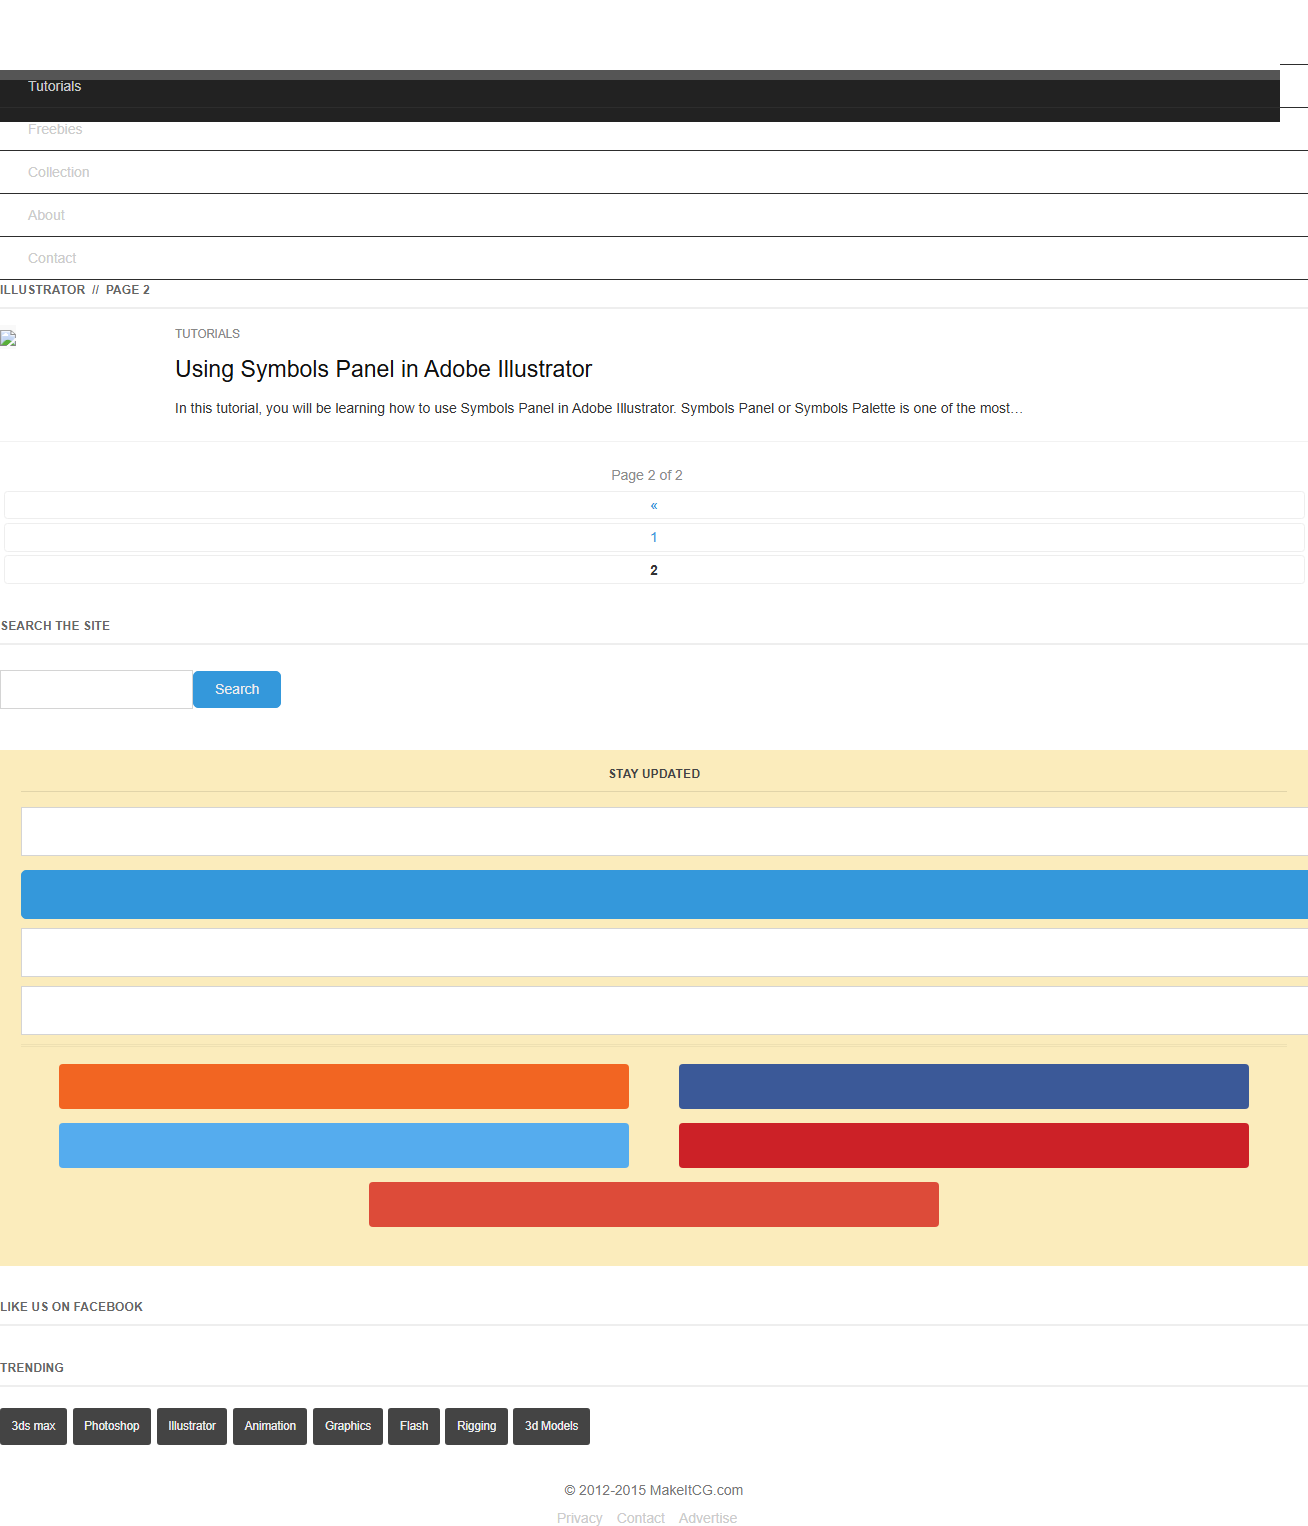 Tutorials
Freebies
Collection
About
Contact
ILLUSTRATOR // PAGE 2
TUTORIALS
Using Symbols Panel in Adobe Illustrator
In this tutorial, you will be learning how to use Symbols Panel in Adobe Illustrator. Symbols Panel or Symbols Palette is one of the most…
Page 2 of 2
«
1
2
SEARCH THE SITE
Search
STAY UPDATED
LIKE US ON FACEBOOK
TRENDING
3ds max Photoshop Illustrator Animation Graphics Flash Rigging 3d Models
© 2012-2015 MakeItCG.com
Privacy Contact Advertise